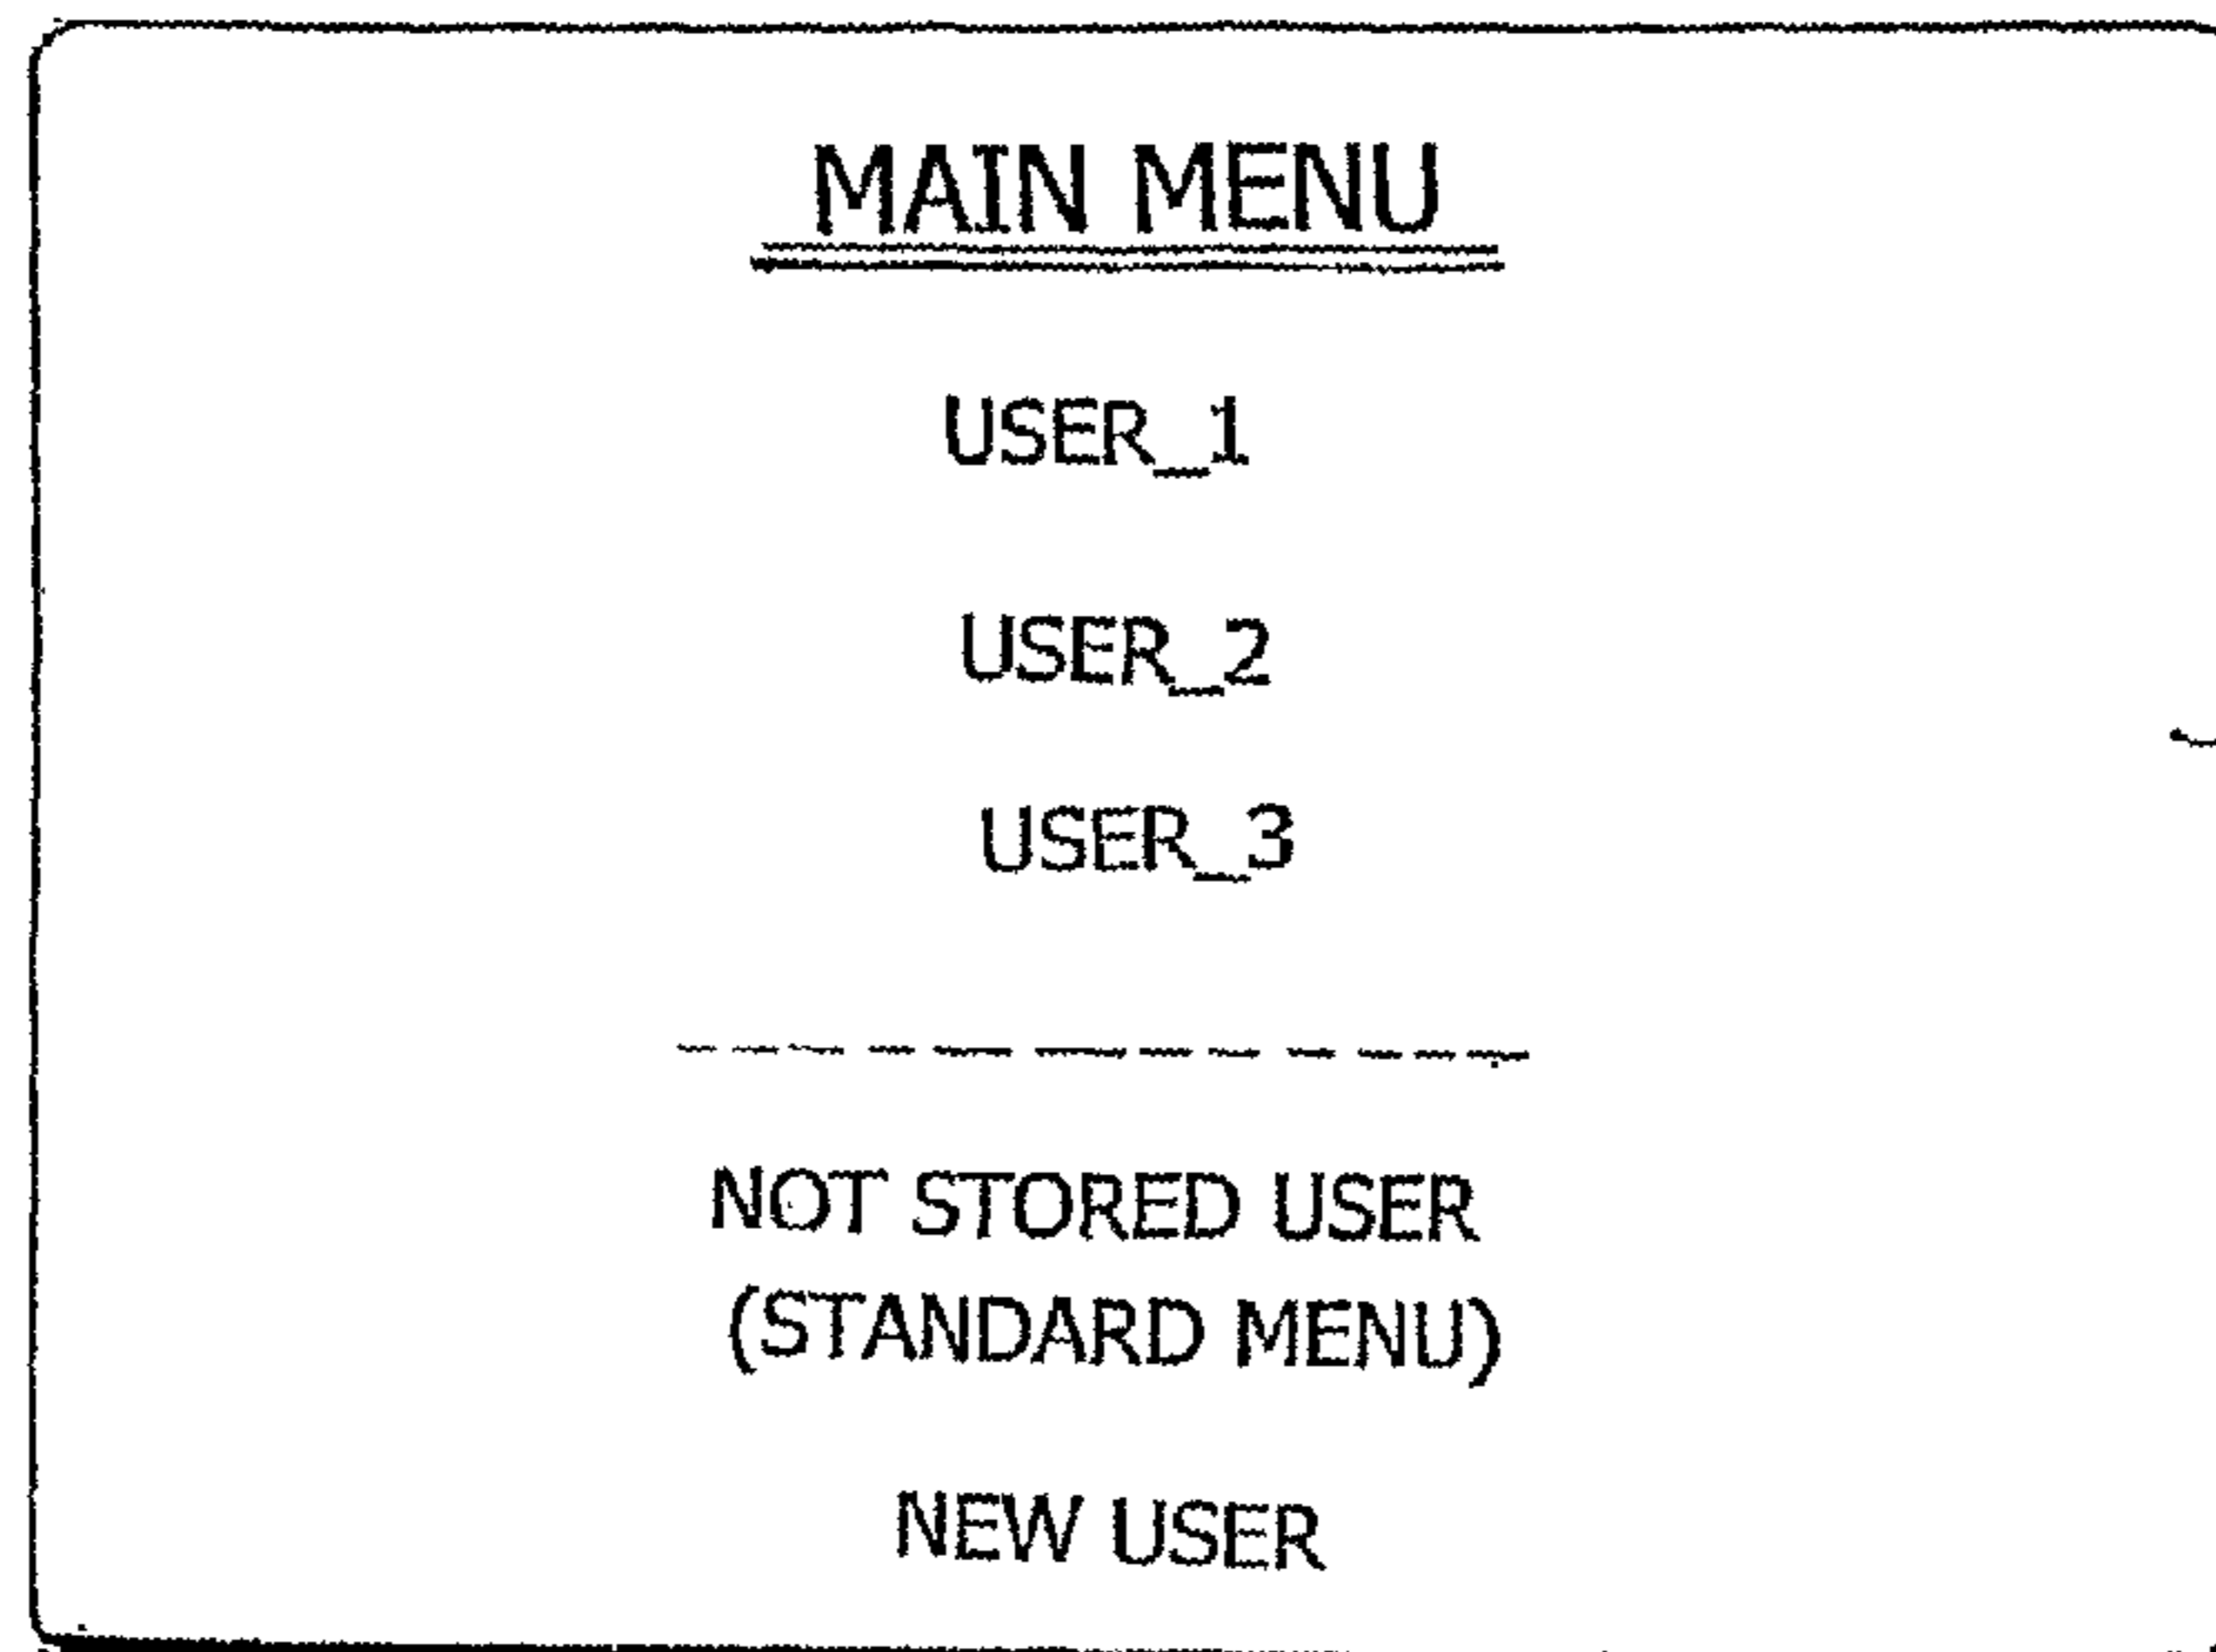 MAIN MENU
USER_1
USER_2
USER_3
NOT STORED USER
(STANDARD MENU)
NEW USER